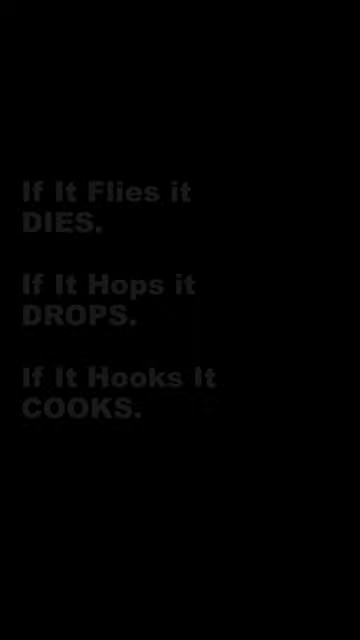 If It Flies it
DIES.
If It Hops it
DROPS.
If It Hooks It
COOKS.